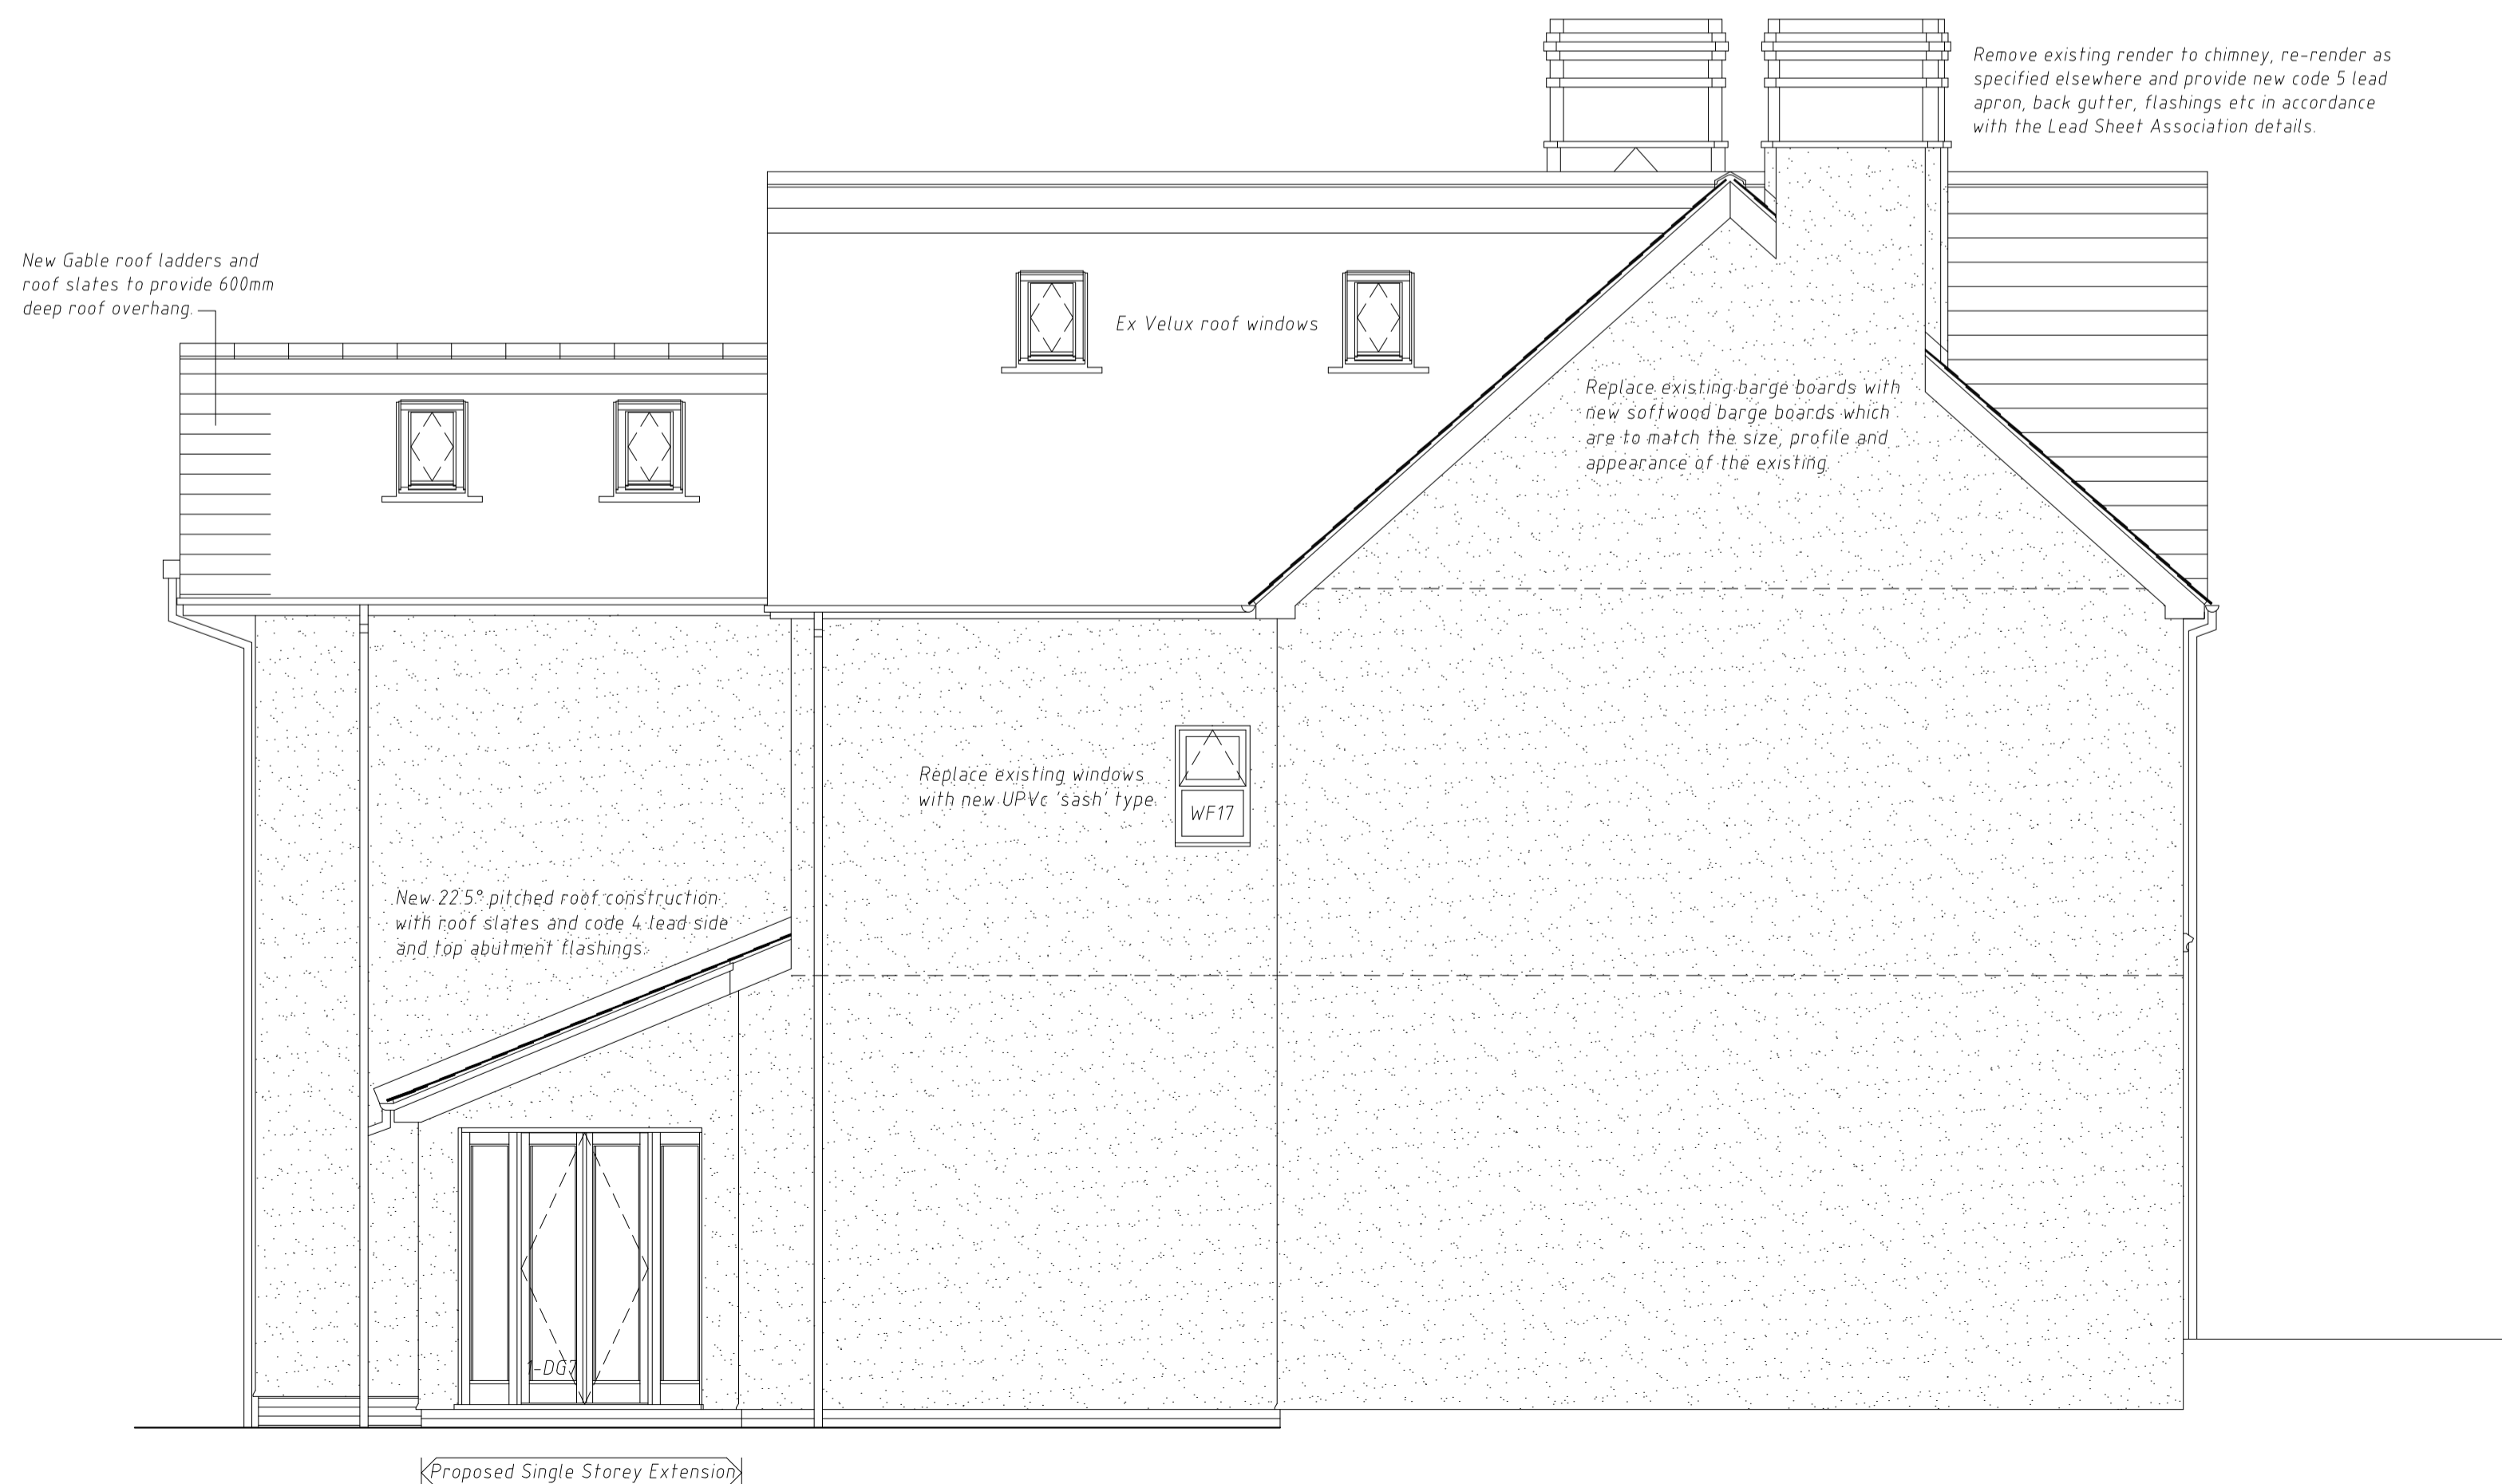 Remove existing render to chimney, re-render as
specified elsewhere and provide new code 5 lead
apron, back gutter, flashings etc in accordance
with the Lead Sheet Association details.
New Gable roof ladders and
roof slates to provide 600mm
deep roof overhang.
Ex Velux roof windows
Replace existing barge boards with
new softwood barge boards which
are to match the size, profile and
appearance of the existing.
Replace existing windows
with new UPVc 'sash' type.
WF17
New 22.5° pitched roof construction
with roof slates and code 4 lead side
and top abutment flashings.
1-DG7
Proposed Single Storey Extension